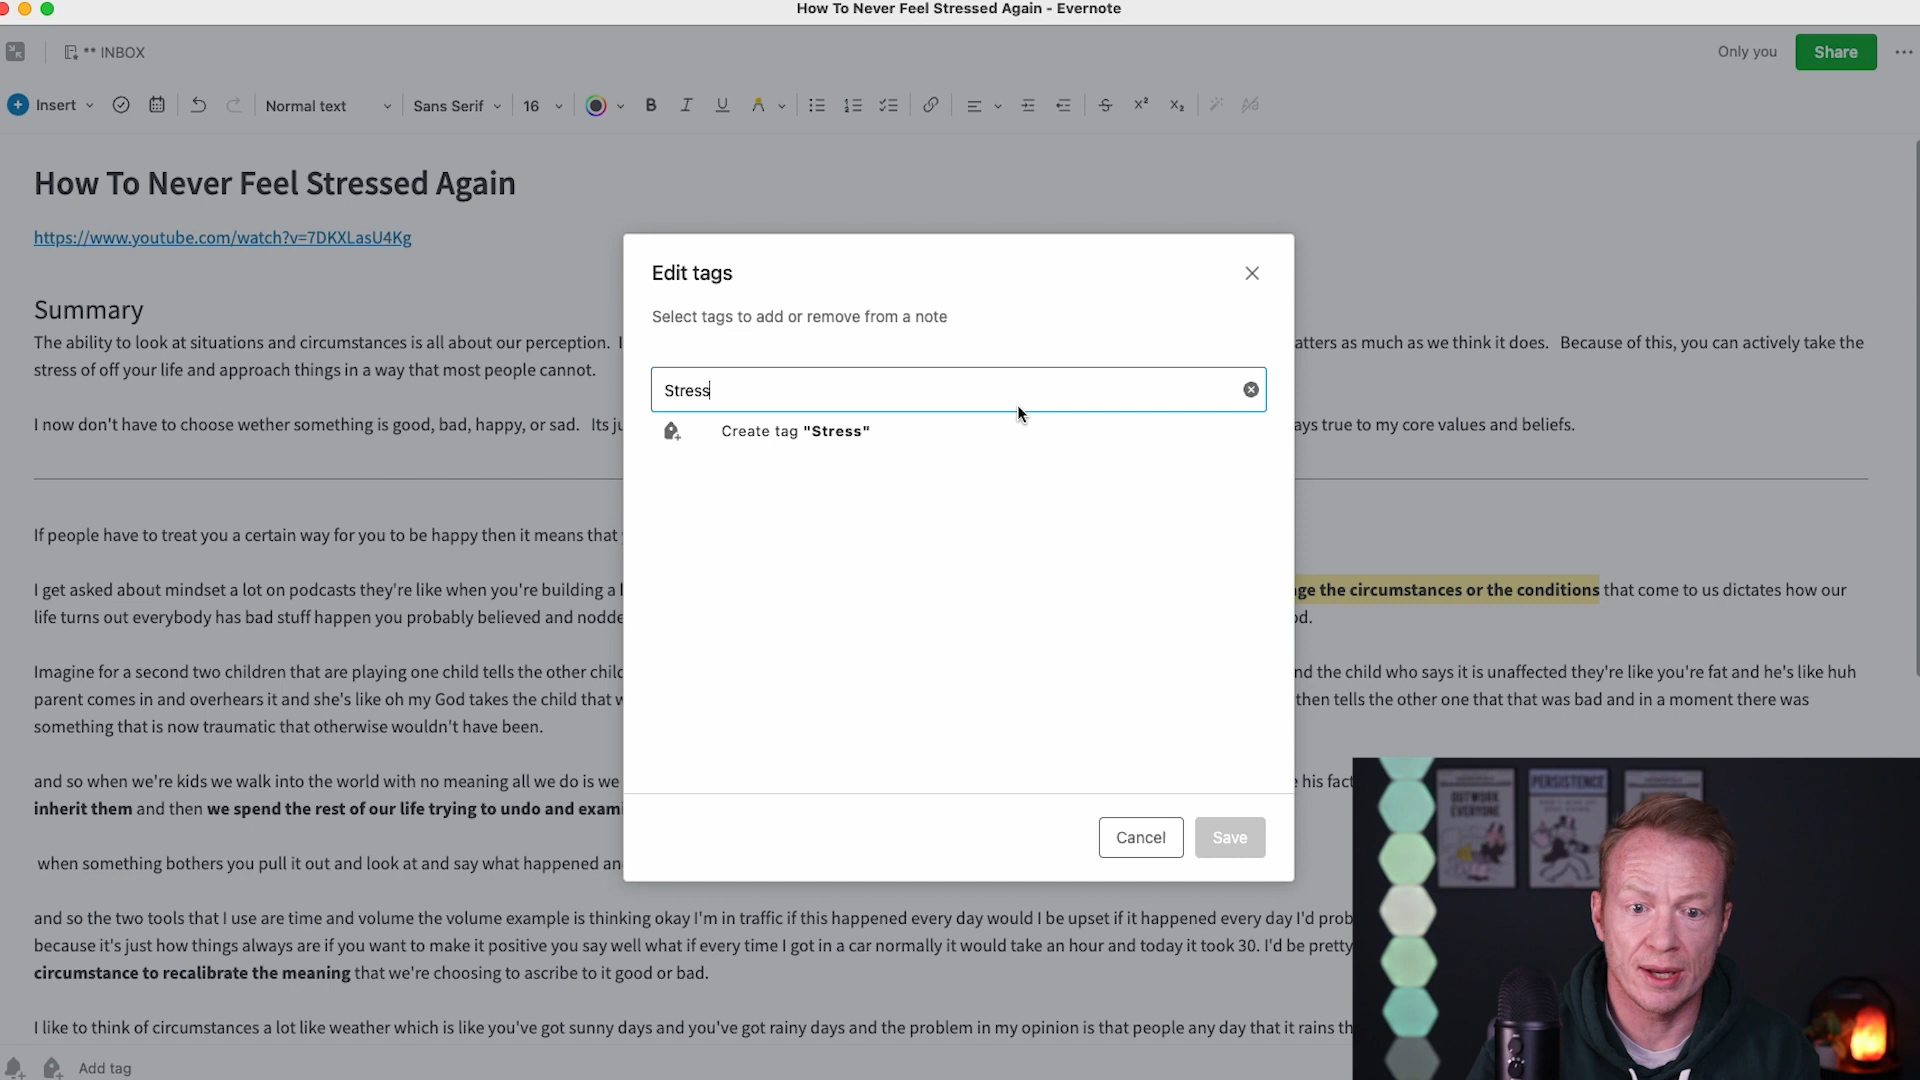 How To Never Feel Stressed Again - Evernote
** INBOX
Only you
Share
Insert
Normal text
Sans Serif
16
How To Never Feel Stressed Again
https://www.youtube.com/watch?v=7DKXLasU4Kg
Summary
The ability to look at situations and circumstances is all about our perception.
atters as much as we think it does. Because of this, you can actively take the
stress of off your life and approach things in a way that most people cannot.
I now don't have to choose wether something is good, bad, happy, or sad. Its ju
ays true to my core values and beliefs.
If people have to treat you a certain way for you to be happy then it means that
I get asked about mindset a lot on podcasts they're like when you're building a
ge the circumstances or the conditions that come to us dictates how our
life turns out everybody has bad stuff happen you probably believed and nodde
od.
Imagine for a second two children that are playing one child tells the other chil
nd the child who says it is unaffected they're like you're fat and he's like huh
parent comes in and overhears it and she's like oh my God takes the child that w
then tells the other one that that was bad and in a moment there was
something that is now traumatic that otherwise wouldn't have been.
and so when we're kids we walk into the world with no meaning all we do is we
his fact
inherit them and then we spend the rest of our life trying to undo and exami
when something bothers you pull it out and look at and say what happened an
and so the two tools that I use are time and volume the volume example is thinking okay I'm in traffic if this happened every day would I be upset if it happened every day I'd prob
because it's just how things always are if you want to make it positive you say well what if every time I got in a car normally it would take an hour and today it took 30. I'd be pretty
circumstance to recalibrate the meaning that we're choosing to ascribe to it good or bad.
I like to think of circumstances a lot like weather which is like you've got sunny days and you've got rainy days and the problem in my opinion is that people any day that it rains th
Add tag
Edit tags
Select tags to add or remove from a note
Stress
Create tag "Stress"
Cancel
Save
OUTWORK
EVERYONE
PERSISTENCE